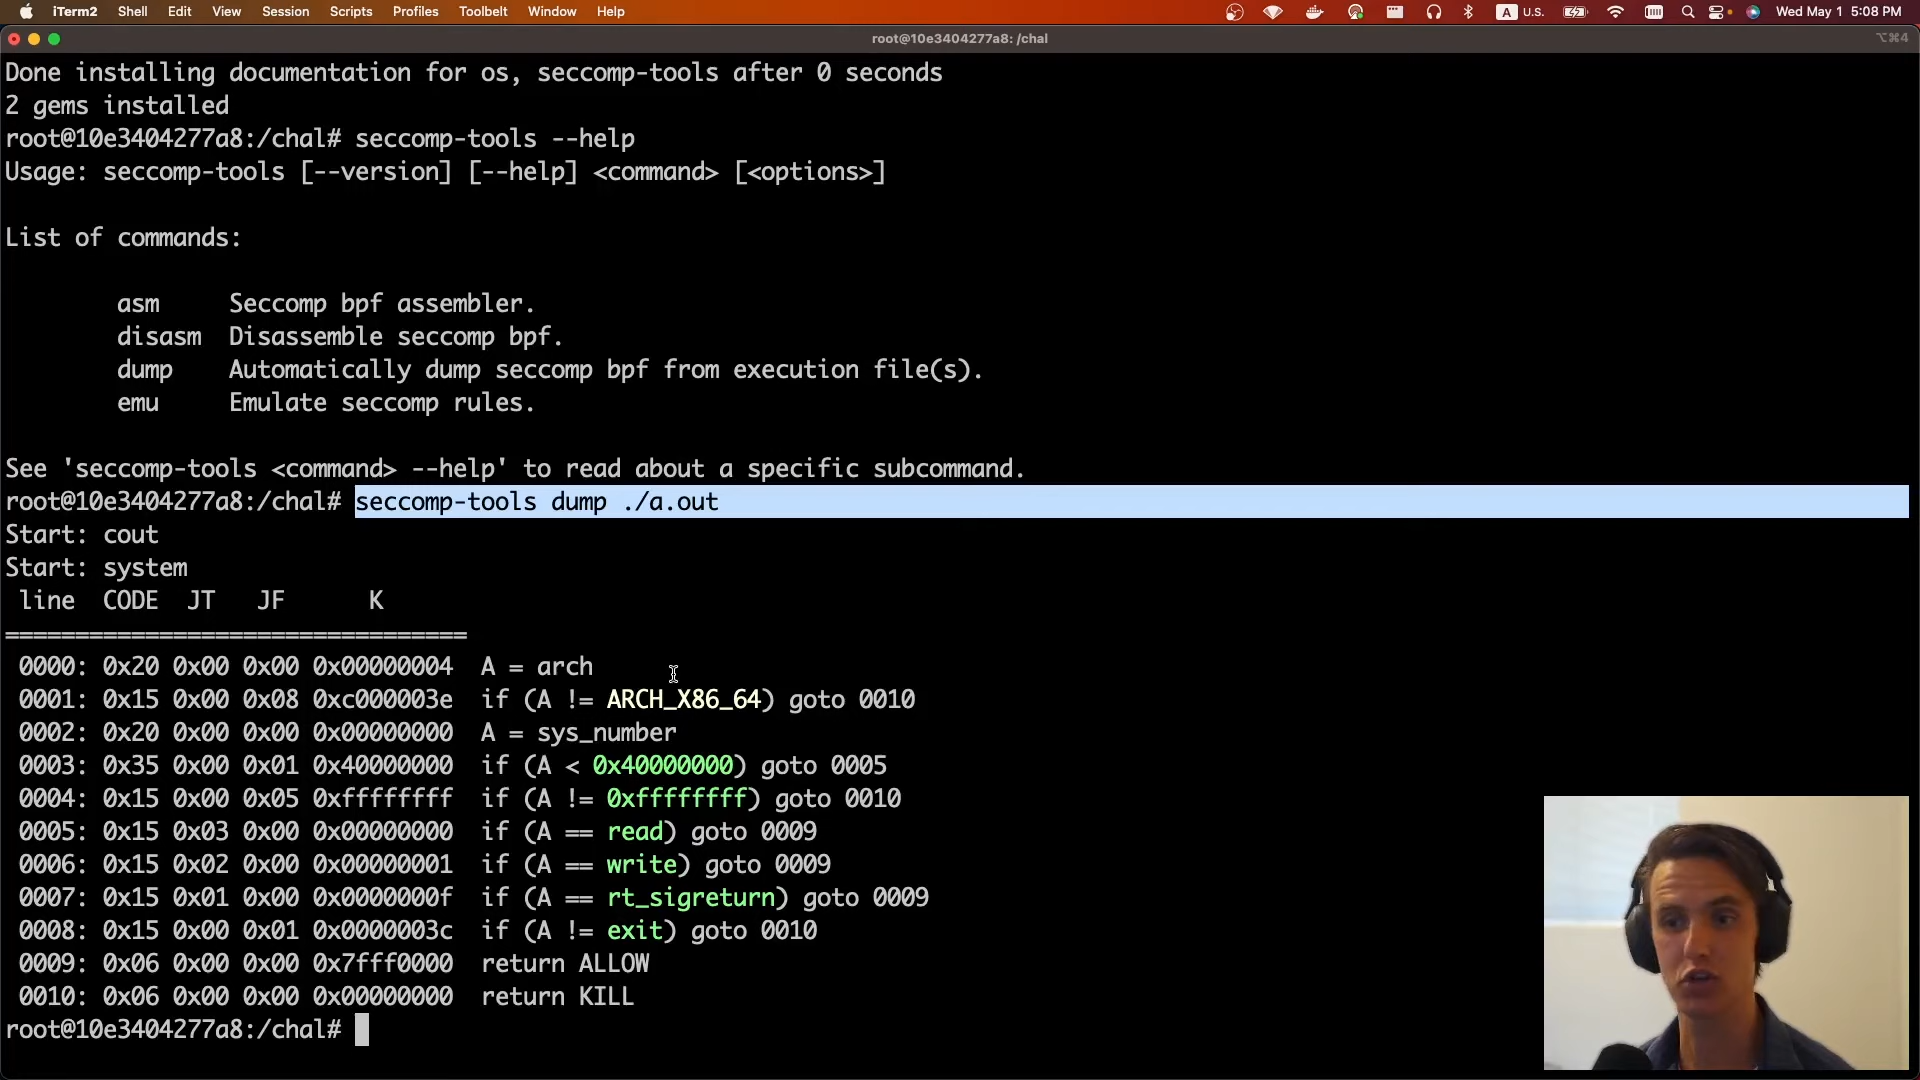 iTerm2 Shell Edit View Session Scripts Profiles Toolbelt Window Help A U.S. Wed May 1 5:08 PM
root@10e3404277a8: /chal ⌥⌘4
Done installing documentation for os, seccomp-tools after 0 seconds
2 gems installed
root@10e3404277a8:/chal# seccomp-tools --help
Usage: seccomp-tools [--version] [--help] <command> [<options>]
List of commands:
asm Seccomp bpf assembler.
disasm Disassemble seccomp bpf.
dump Automatically dump seccomp bpf from execution file(s).
emu Emulate seccomp rules.
See 'seccomp-tools <command> --help' to read about a specific subcommand.
root@10e3404277a8:/chal# seccomp-tools dump ./a.out
Start: cout
Start: system
line CODE JT JF K
=================================
0000: 0x20 0x00 0x00 0x00000004 A = arch
0001: 0x15 0x00 0x08 0xc000003e if (A != ARCH_X86_64) goto 0010
0002: 0x20 0x00 0x00 0x00000000 A = sys_number
0003: 0x35 0x00 0x01 0x40000000 if (A < 0x40000000) goto 0005
0004: 0x15 0x00 0x05 0xffffffff if (A != 0xffffffff) goto 0010
0005: 0x15 0x03 0x00 0x00000000 if (A == read) goto 0009
0006: 0x15 0x02 0x00 0x00000001 if (A == write) goto 0009
0007: 0x15 0x01 0x00 0x0000000f if (A == rt_sigreturn) goto 0009
0008: 0x15 0x00 0x01 0x0000003c if (A != exit) goto 0010
0009: 0x06 0x00 0x00 0x7fff0000 return ALLOW
0010: 0x06 0x00 0x00 0x00000000 return KILL
root@10e3404277a8:/chal#